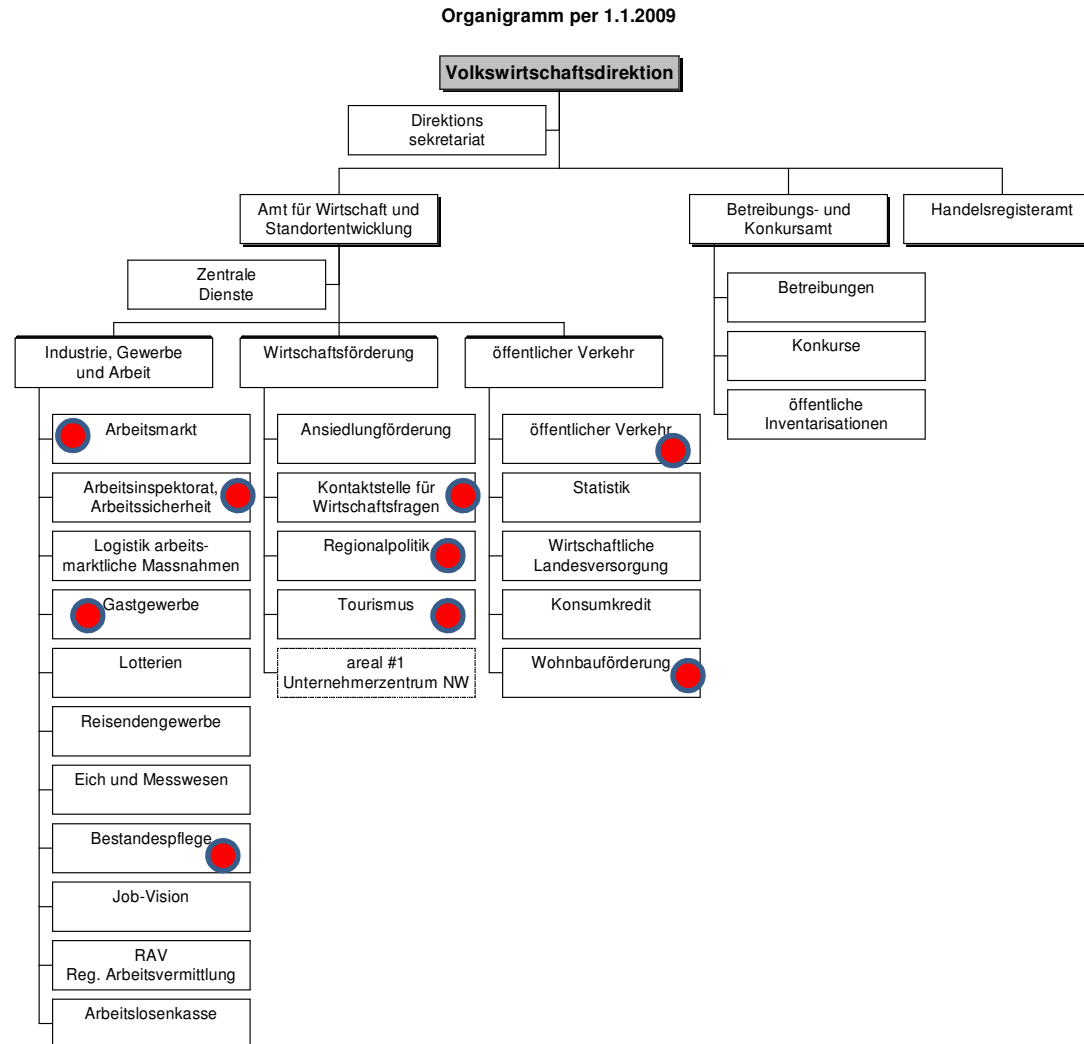 Organigramm per 1.1.2009
Volkswirtschaftsdirektion
Direktions
sekretariat
Amt für Wirtschaft und
Standortentwicklung
Betreibungs- und
Konkursamt
Handelsregisteramt
Zentrale
Dienste
Betreibungen
Konkurse
öffentliche
Inventarisationen
Industrie, Gewerbe
und Arbeit
Wirtschaftsförderung
öffentlicher Verkehr
Arbeitsmarkt
Arbeitsinspektorat,
Arbeitssicherheit
Logistik arbeits-
marktliche Massnahmen
Gastgewerbe
Lotterien
Reisendengewerbe
Eich und Messwesen
Bestandespflege
Job-Vision
RAV
Reg. Arbeitsvermittlung
Arbeitslosenkasse
Ansiedlungförderung
Kontaktstelle für
Wirtschaftsfragen
Regionalpolitik
Tourismus
areal #1
Unternehmerzentrum NW
öffentlicher Verkehr
Statistik
Wirtschaftliche
Landesversorgung
Konsumkredit
Wohnbauförderung